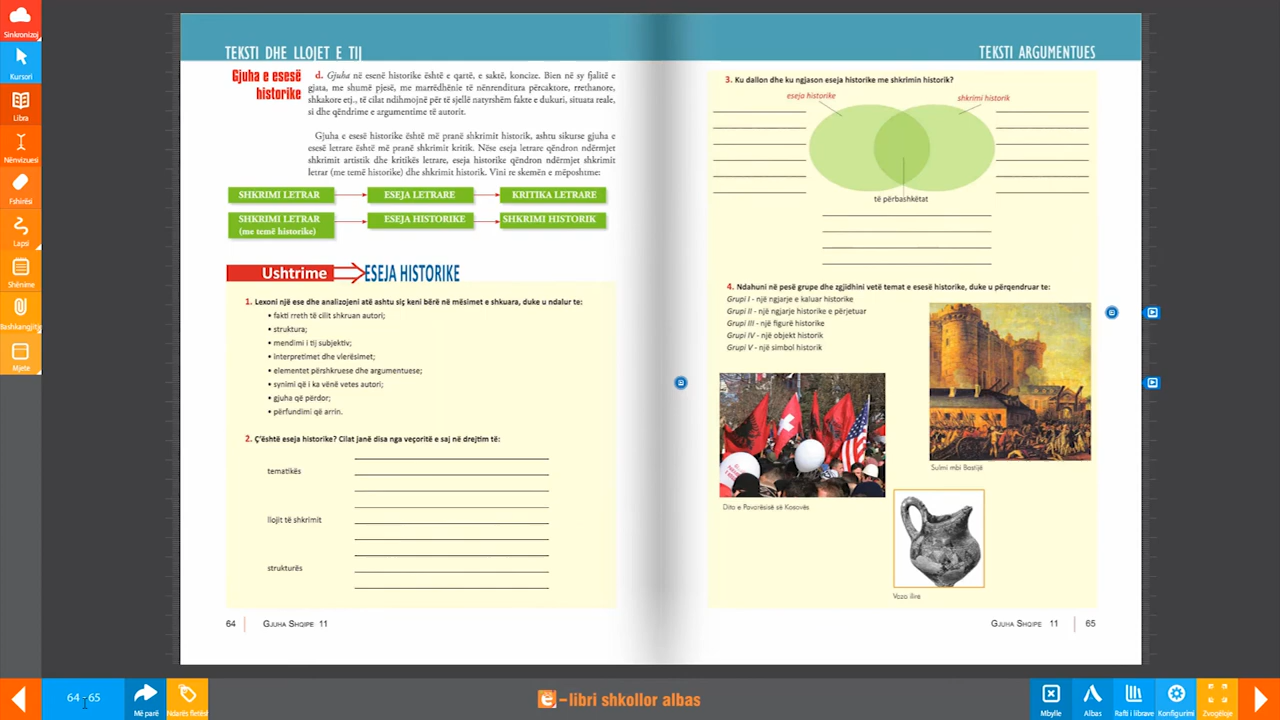 Sinkronizoj
Kursori
Libra
Nënvizuesi
Fshirësi
Lapsi
Shënime
Bashkangjitj
Mjete
TEKSTI DHE LLOJET E TIJ
Gjuha e esesë
historike
d. Gjuha në esenë historike është e qartë, e saktë, koncize. Bien në sy fjalitë e
gjata, me shumë pjesë, me marrëdhënie të nënrenditura përcaktore, rrethanore,
shkakore etj., të cilat ndihmojnë për të sjellë natyrshëm fakte e dukuri, situata reale,
si dhe qëndrime e argumentime të autorit.
Gjuha e esesë historike është më pranë shkrimit historik, ashtu sikurse gjuha e
esesë letrare është më pranë shkrimit letrar. Nëse eseja letrare qëndron ndërmjet
shkrimit artistik dhe kritikës letrare, eseja historike qëndron ndërmjet shkrimit
letrar (me temë historike) dhe shkrimit historik. Vini re skemën e mëposhtme:
SHKRIMI LETRAR ESEJA LETRARE KRITIKA LETRARE
SHKRIMI LETRAR ESEJA HISTORIKE SHKRIMI HISTORIK
(me temë historike)
Ushtrime ESEJA HISTORIKE
1. Lexoni një ese dhe analizojeni atë ashtu siç keni bërë në mësimet e shkuara, duke u ndalur te:
• fakti rreth të cilit shkruan autori;
• struktura;
• mendimi i tij subjektiv;
• interpretimet dhe vlerësimet;
• elementet përshkruese dhe argumentuese;
• synimi që i ka vënë vetes autori;
• gjuha që përdor;
• përfundimi që arrin.
2. Ç'është eseja historike? Cilat janë disa nga veçoritë e saj në drejtim të:
tematikës
llojit të shkrimit
strukturës
64 GJUHA SHQIPE 11
TEKSTI ARGUMENTUES
3. Ku dallon dhe ku ngjason eseja historike me shkrimin historik?
eseja historike shkrimi historik
të përbashkëtat
4. Ndahuni në pesë grupe dhe zgjidhini vetë temat e esesë historike, duke u përqendruar te:
Grupi I - një ngjarje e kaluar historike
Grupi II - një ngjarje historike e përjetuar
Grupi III - një figurë historike
Grupi IV - një objekt historik
Grupi V - një simbol historik
Sulmi mbi Bastijë
Dita e Pavarësisë së Kosovës
Vazo ilire
GJUHA SHQIPE 11 65
64 - 65
Më parë
Ndarës fletësh
e -libri shkollor albas
Mbylle
Albas
Rafti i librave
Konfigurimi
Zvogëloje